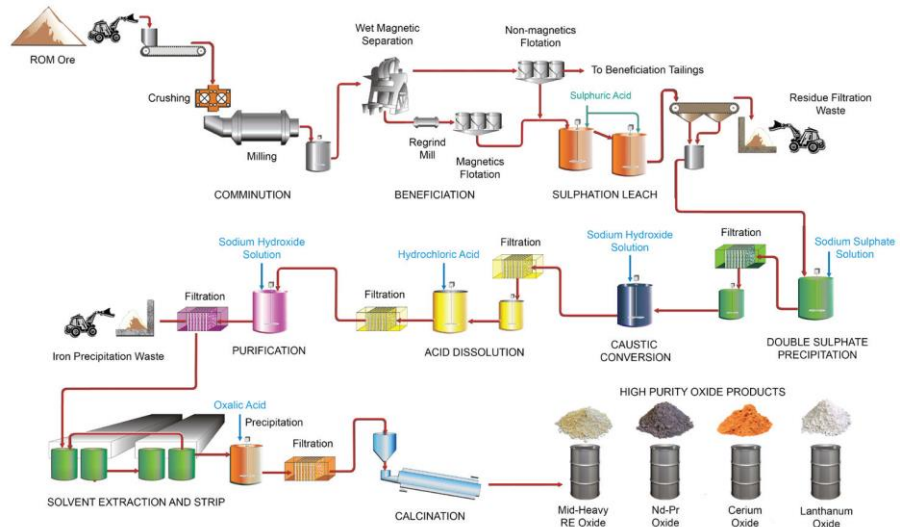 ROM Ore
Crushing
Milling
COMMINUTION
Wet Magnetic
Separation
Regrind
Mill
Magnetics
Flotation
BENEFICIATION
Non-magnetics
Flotation
To Beneficiation Tailings
Sulphuric Acid
SULPHATION LEACH
Residue Filtration
Waste
Sodium Sulphate
Solution
DOUBLE SULPHATE
PRECIPITATION
Filtration
Sodium Hydroxide
Solution
CAUSTIC
CONVERSION
Filtration
Hydrochloric Acid
ACID DISSOLUTION
Filtration
Sodium Hydroxide
Solution
PURIFICATION
Filtration
Iron Precipitation Waste
SOLVENT EXTRACTION AND STRIP
Oxalic Acid
Precipitation
Filtration
CALCINATION
HIGH PURITY OXIDE PRODUCTS
Mid-Heavy
RE Oxide
Nd-Pr
Oxide
Cerium
Oxide
Lanthanum
Oxide